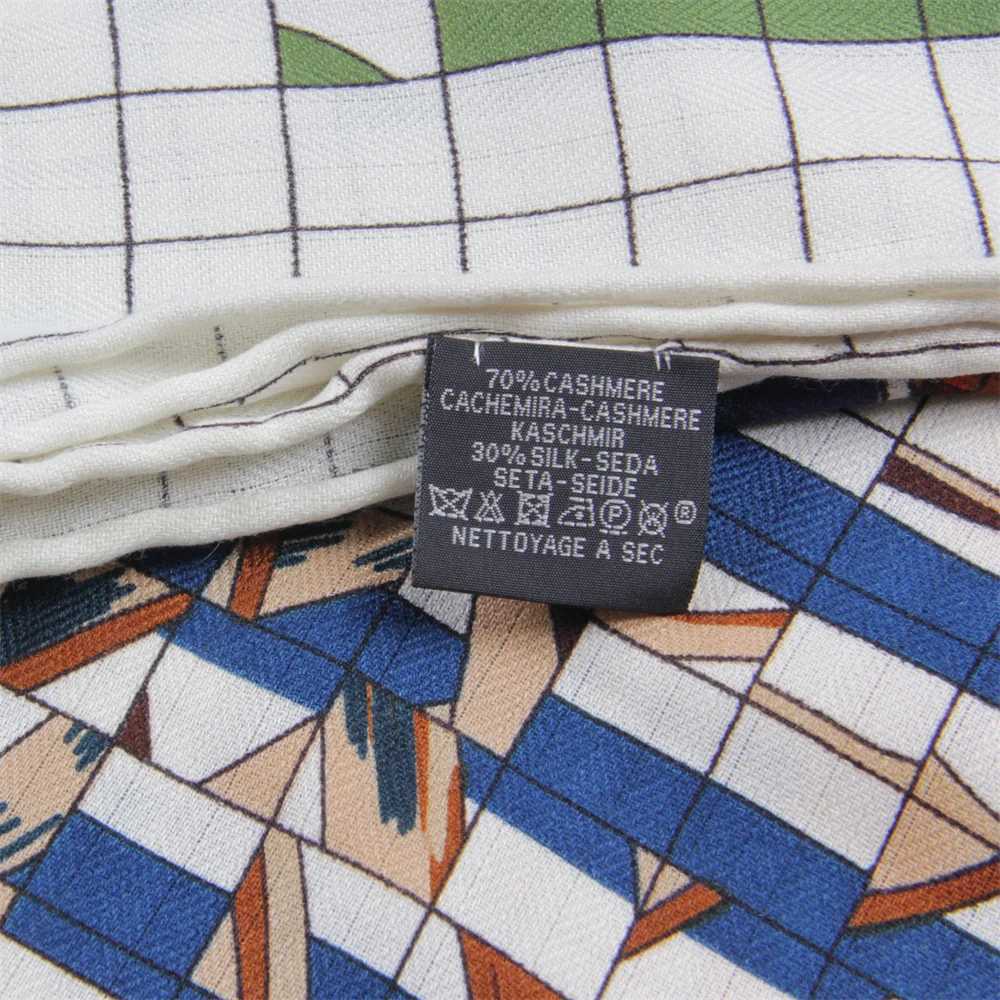 70% CASHMERE
CACHEMIRA-CASHMERE
KASCHMIR
30% SILK-SEDA
SETA-SEIDE
P ®
NETTOYAGE A SEC